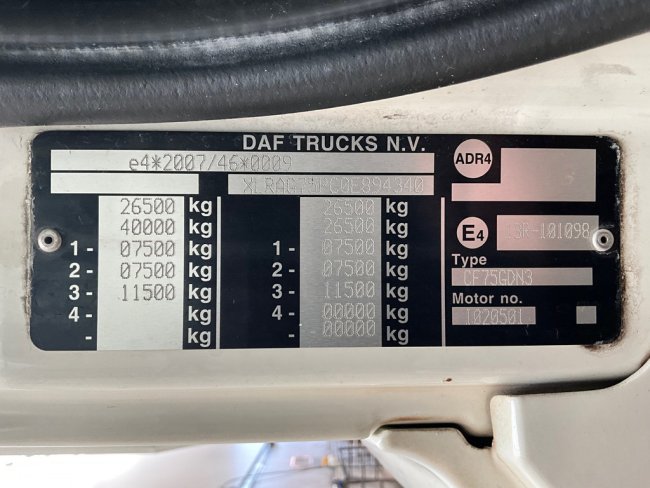 DAF TRUCKS N.V.
e4*2007/46*0009
ADR4
26500 kg 26500 kg
40000 kg 26500 kg
1- 07500 kg 1- 07500 kg
2- 07500 kg 2- 07500 kg
3- 11500 kg 3- 11500 kg
4- kg 4- 00000 kg
- kg - 00000 kg
E4
Type
CF75GDN3
Motor no.
1020501